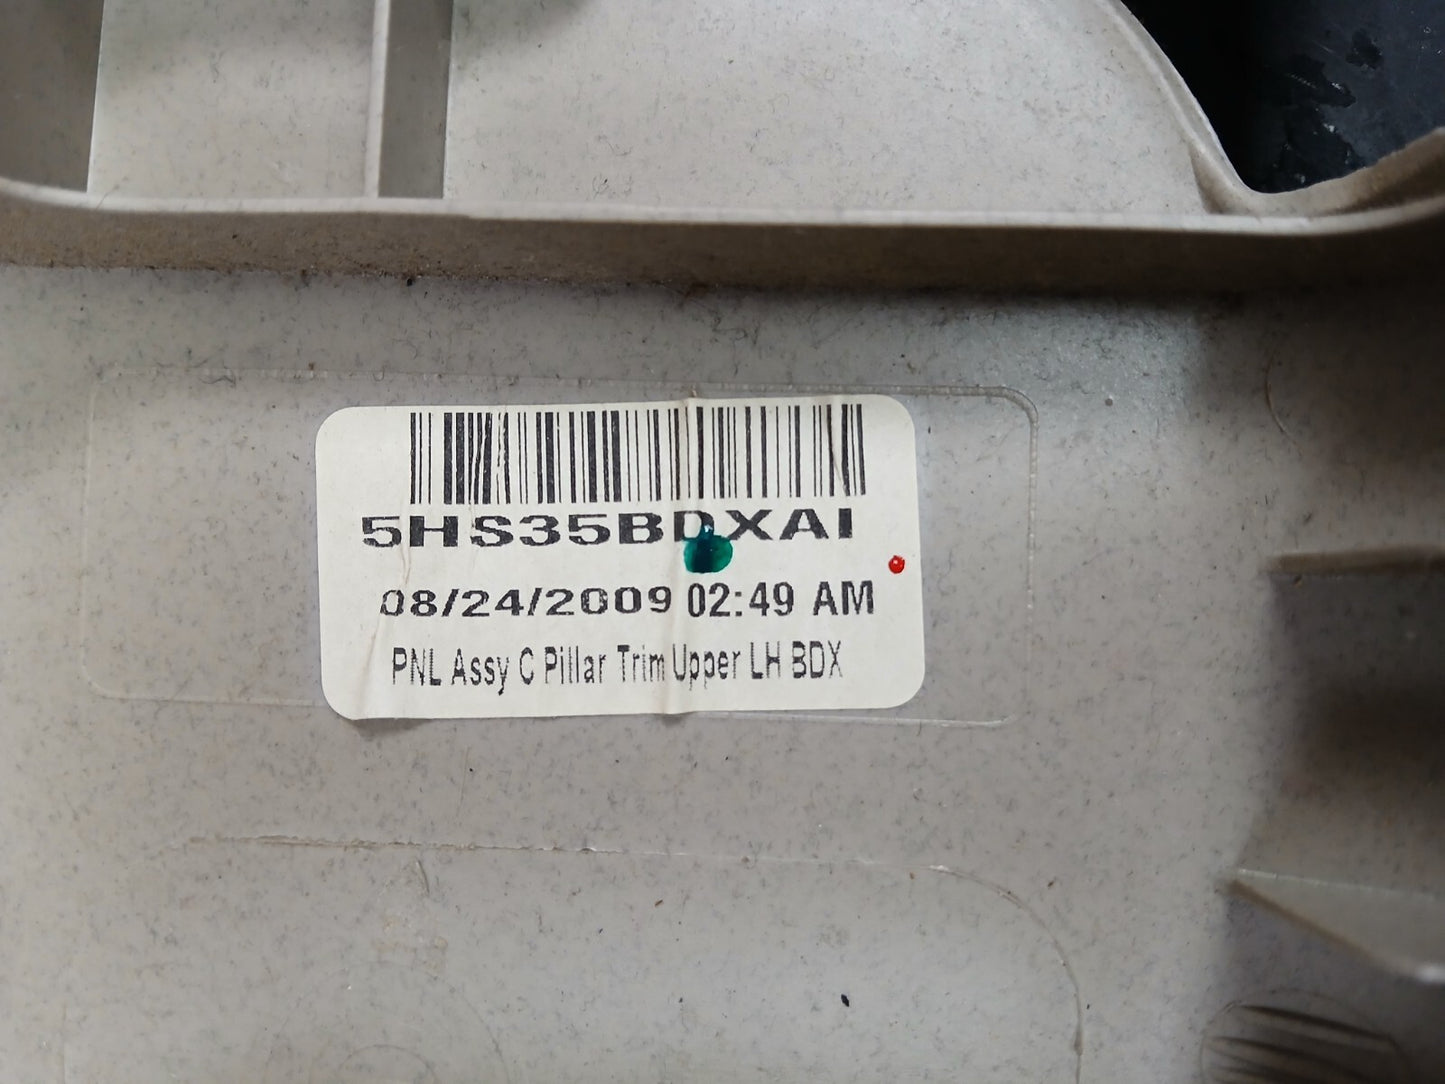 5HS35BDXAI
08/24/2009 02:49 AM
PNL Assy C Pillar Trim Upper LH BDX